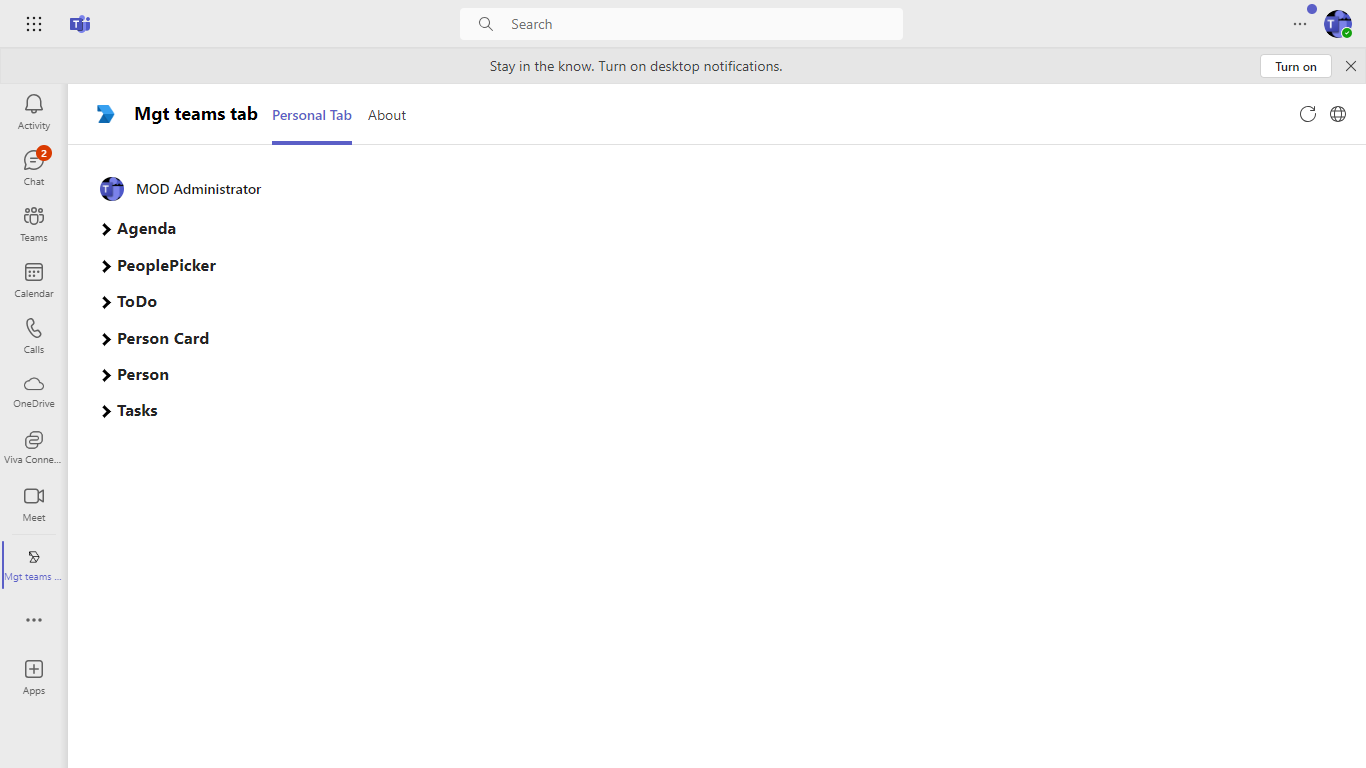 Search
Stay in the know. Turn on desktop notifications.
Turn on
Activity
2
Chat
Teams
Calendar
Calls
OneDrive
Viva Conne...
Meet
Mgt teams ...
Apps
Mgt teams tab
Personal Tab
About
MOD Administrator
Agenda
PeoplePicker
ToDo
Person Card
Person
Tasks